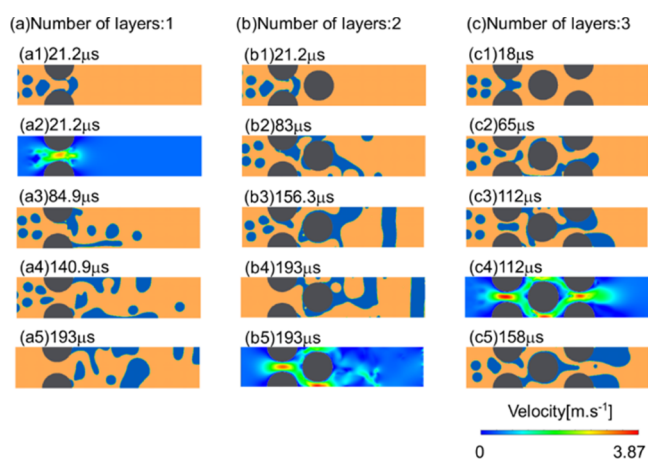 (a)Number of layers:1
(a1)21.2μs
(a2)21.2μs
(a3)84.9μs
(a4)140.9μs
(a5)193μs
(b)Number of layers:2
(b1)21.2μs
(b2)83μs
(b3)156.3μs
(b4)193μs
(b5)193μs
(c)Number of layers:3
(c1)18μs
(c2)65μs
(c3)112μs
(c4)112μs
(c5)158μs
Velocity[m.s⁻¹]
0 3.87